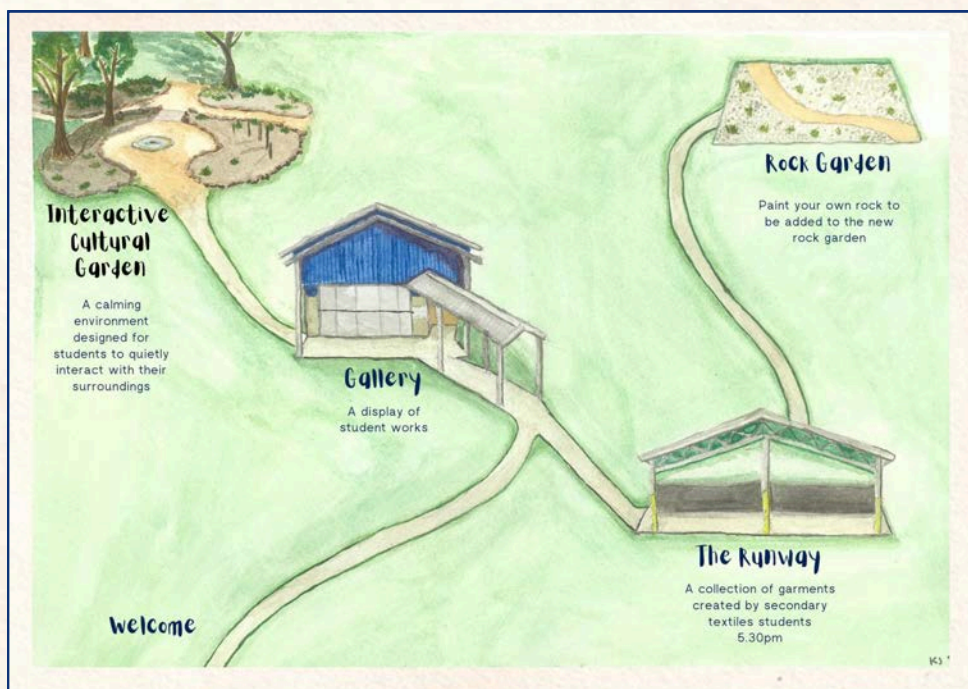 Interactive
Cultural
Garden
A calming
environment
designed for
students to quietly
interact with their
surroundings
Gallery
A display of
student works
Rock Garden
Paint your own rock to
be added to the new
rock garden
The Runway
A collection of garments
created by secondary
textiles students
5.30pm
Welcome